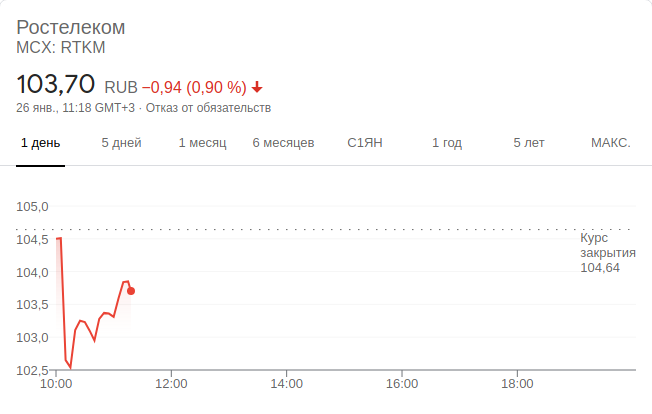 Ростелеком
MCX: RTKM
103,70 RUB −0,94 (0,90 %)
26 янв., 11:18 GMT+3 · Отказ от обязательств
1 день 5 дней 1 месяц 6 месяцев С1ЯН 1 год 5 лет МАКС.
105,0
104,5
Курс
закрытия
104,64
104,0
103,5
103,0
102,5
10:00 12:00 14:00 16:00 18:00